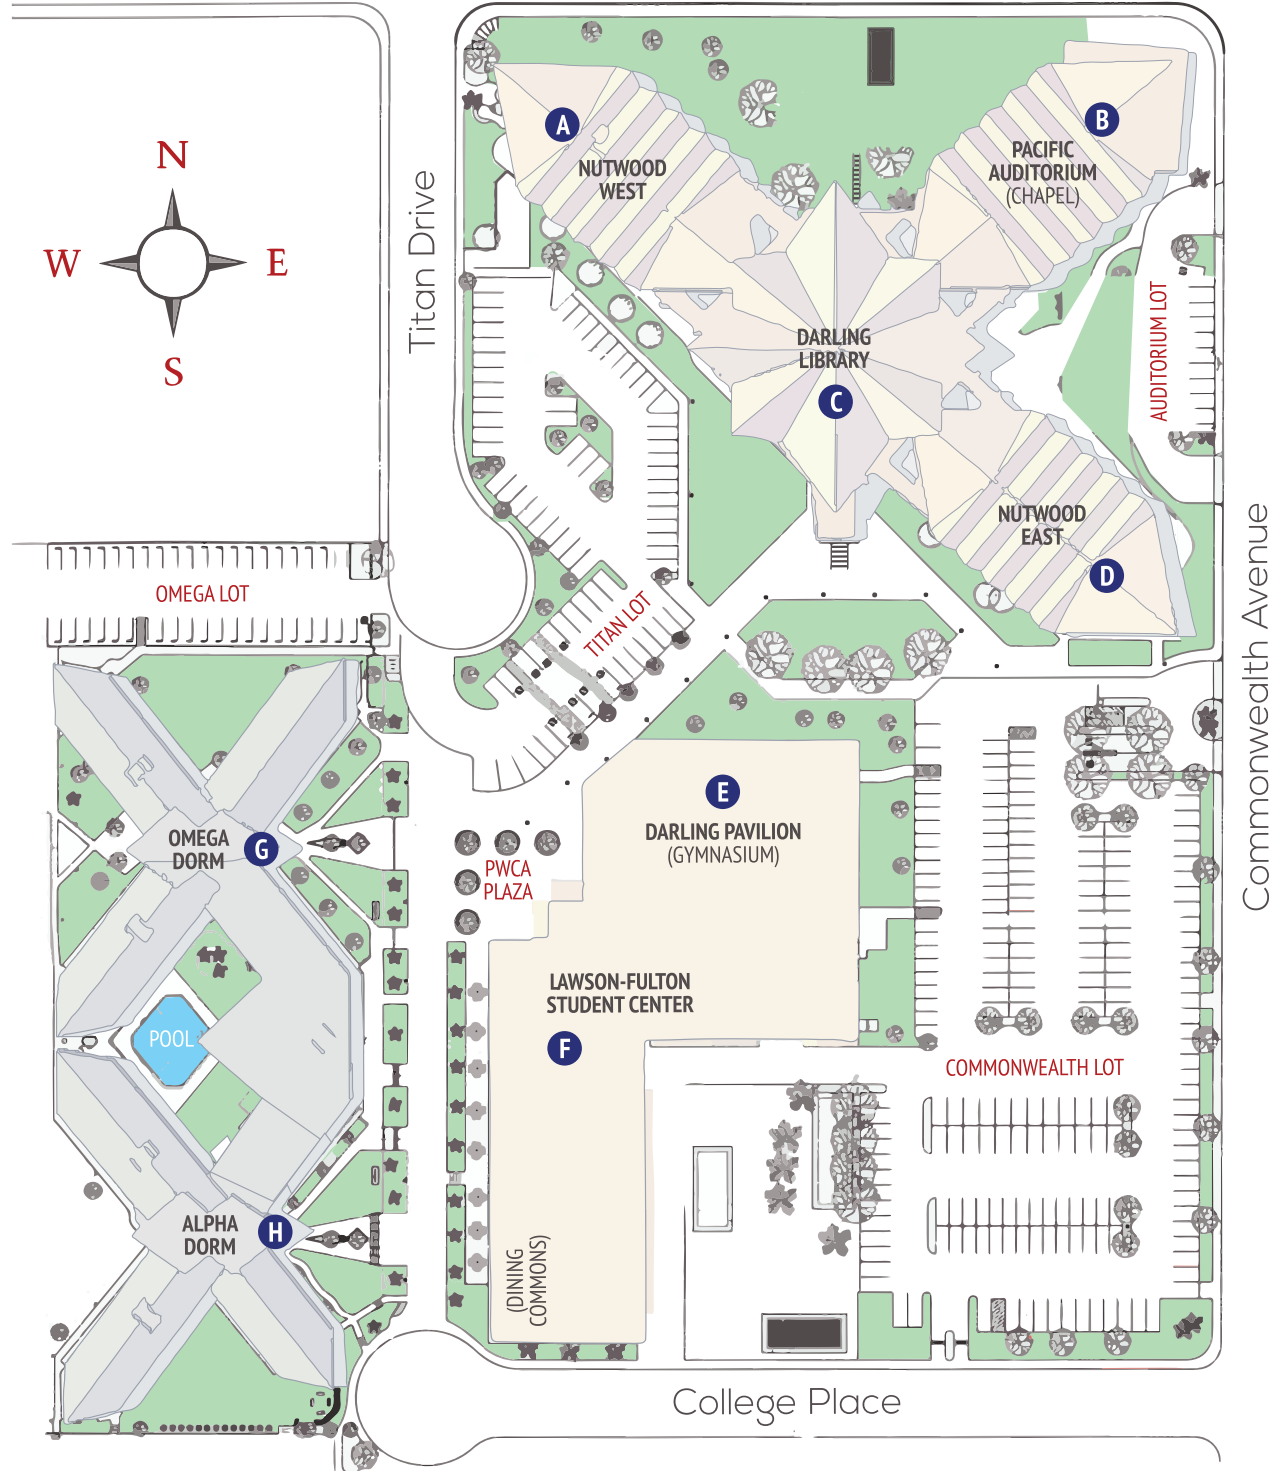 N
W
E
S
Titan Drive
A
NUTWOOD
WEST
B
PACIFIC
AUDITORIUM
(CHAPEL)
AUDITORIUM LOT
DARLING
LIBRARY
C
NUTWOOD
EAST
D
Commonwealth Avenue
OMEGA LOT
TITAN LOT
E
DARLING PAVILION
(GYMNASIUM)
OMEGA
DORM
G
PWCA
PLAZA
LAWSON-FULTON
STUDENT CENTER
F
POOL
COMMONWEALTH LOT
ALPHA
DORM
H
(DINING
COMMONS)
College Place